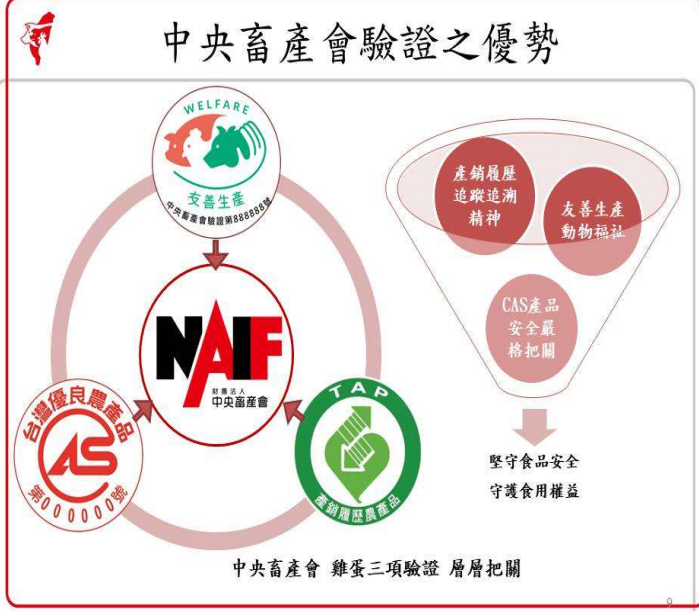 中央畜產會驗證之優勢
WELFARE
友善生產
中央畜產會驗證第888888號
NAIF
財團法人
中央畜產會
台灣優良農產品
CAS
第000000號
TAP
產銷履歷農產品
產銷履歷
追蹤追溯
精神
友善生產
動物福祉
CAS產品
安全嚴
格把關
堅守食品安全
守護食用權益
中央畜產會 雞蛋三項驗證 層層把關
9